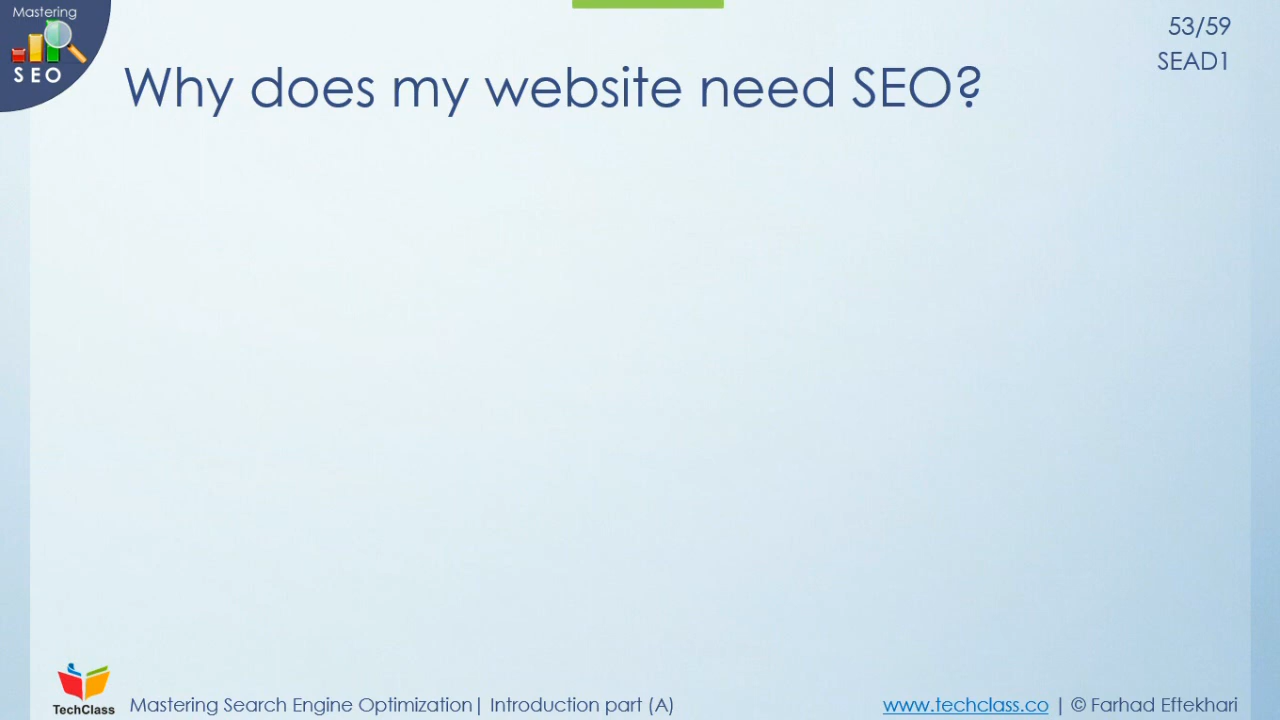 Mastering
SEO
53/59
SEAD1
Why does my website need SEO?
TechClass
Mastering Search Engine Optimization| Introduction part (A)
www.techclass.co | © Farhad Eftekhari